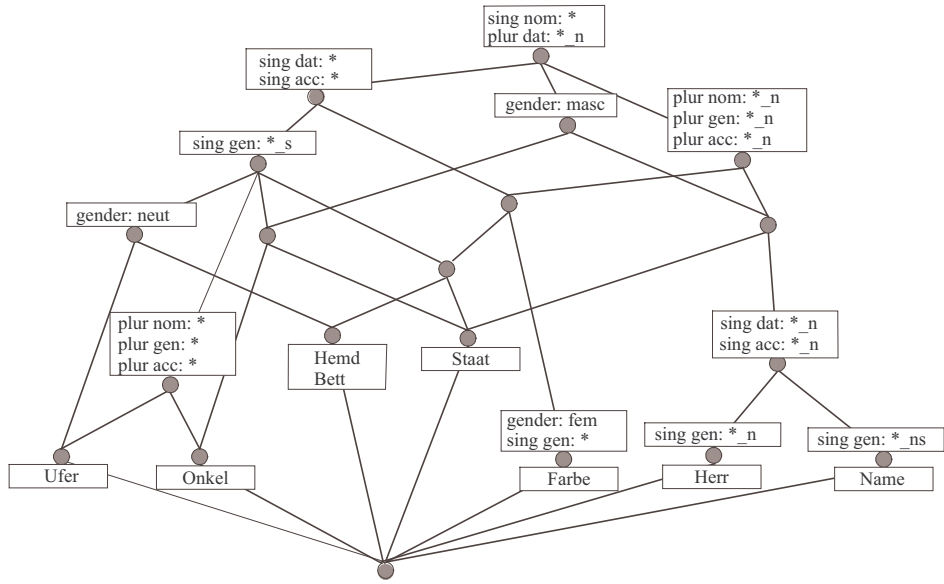 sing nom: *
plur dat: *_n
sing dat: *
sing acc: *
gender: masc
plur nom: *_n
plur gen: *_n
plur acc: *_n
sing gen: *_s
gender: neut
plur nom: *
plur gen: *
plur acc: *
Hemd
Bett
Staat
sing dat: *_n
sing acc: *_n
gender: fem
sing gen: *
sing gen: *_n
sing gen: *_ns
Ufer
Onkel
Farbe
Herr
Name